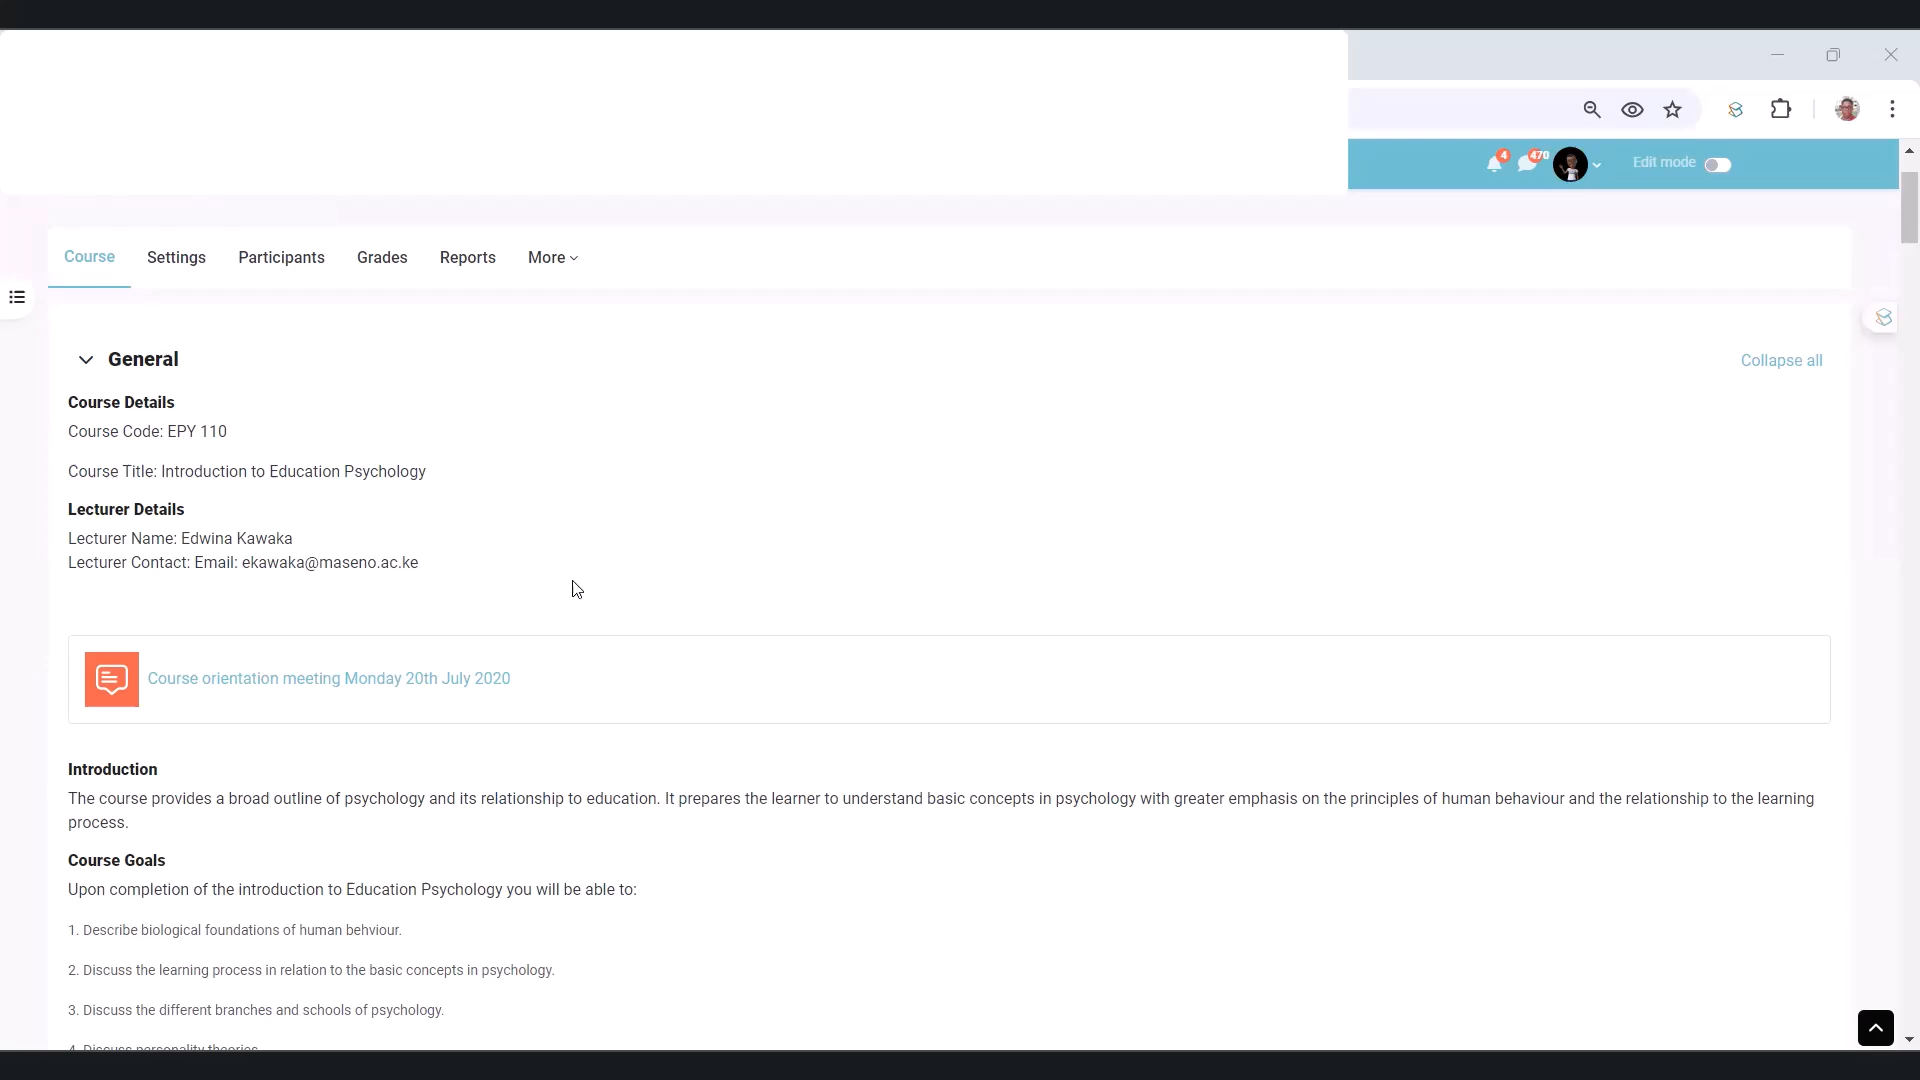 4
470
Edit mode
Course
Settings
Participants
Grades
Reports
More
General
Collapse all
Course Details
Course Code: EPY 110
Course Title: Introduction to Education Psychology
Lecturer Details
Lecturer Name: Edwina Kawaka
Lecturer Contact: Email: ekawaka@maseno.ac.ke
Course orientation meeting Monday 20th July 2020
Introduction
The course provides a broad outline of psychology and its relationship to education. It prepares the learner to understand basic concepts in psychology with greater emphasis on the principles of human behaviour and the relationship to the learning
process.
Course Goals
Upon completion of the introduction to Education Psychology you will be able to:
1. Describe biological foundations of human behviour.
2. Discuss the learning process in relation to the basic concepts in psychology.
3. Discuss the different branches and schools of psychology.
4. Discuss personality theories.